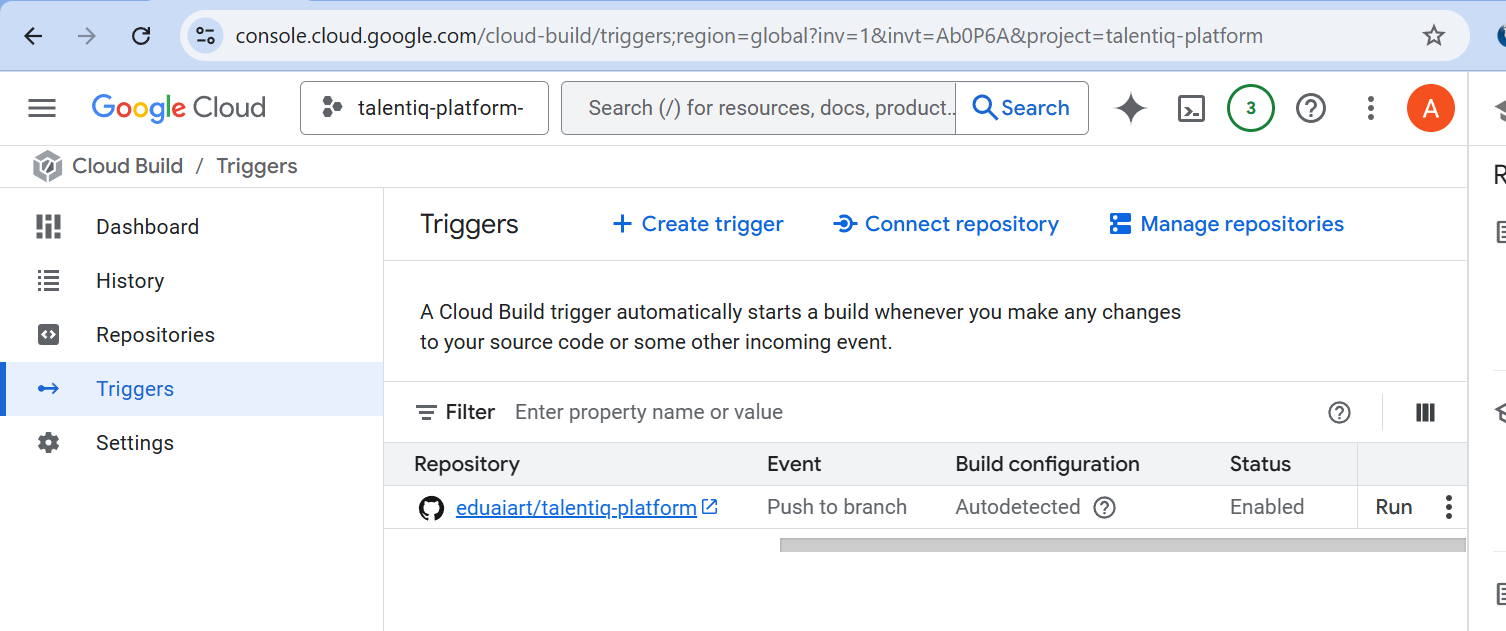 console.cloud.google.com/cloud-build/triggers;region=global?inv=1&invt=Ab0P6A&project=talentiq-platform
Google Cloud
talentiq-platform-
Search (/) for resources, docs, product...
Search
3
A
Cloud Build / Triggers
R
Dashboard
History
Repositories
Triggers
Settings
Triggers
Create trigger
Connect repository
Manage repositories
A Cloud Build trigger automatically starts a build whenever you make any changes
to your source code or some other incoming event.
Filter Enter property name or value
Repository Event Build configuration Status
eduaiart/talentiq-platform Push to branch Autodetected Enabled Run